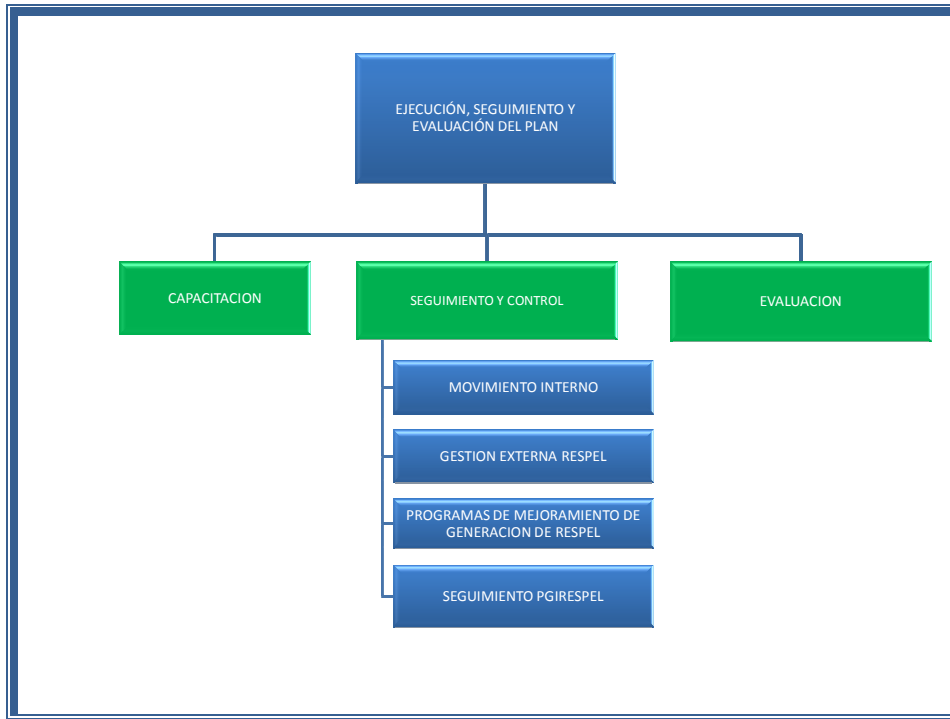 EJECUCIÓN, SEGUIMIENTO Y
EVALUACIÓN DEL PLAN
CAPACITACION
SEGUIMIENTO Y CONTROL
EVALUACION
MOVIMIENTO INTERNO
GESTION EXTERNA RESPEL
PROGRAMAS DE MEJORAMIENTO DE
GENERACION DE RESPEL
SEGUIMIENTO PGIRESPEL